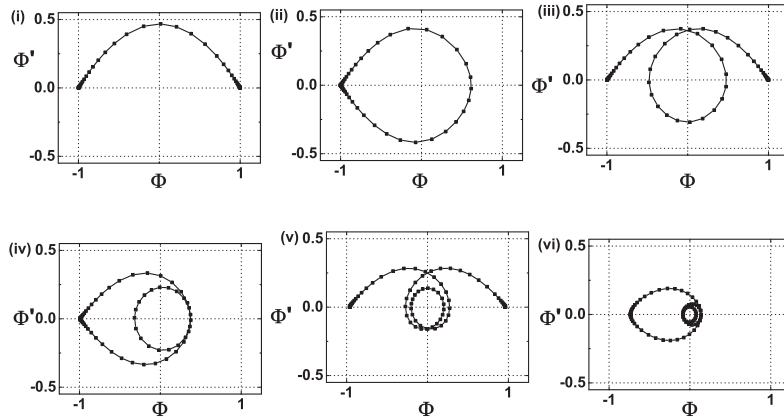 (i) 0.5 Φ' 0.0 -0.5 -1 Φ 1
(ii) 0.5 0.0 -0.5 -1 Φ 1
(iii) 0.5 Φ' 0.0 -0.5 -1 Φ 1
(iv) 0.5 Φ' 0.0 -0.5 -1 Φ 1
(v) 0.5 Φ' 0.0 -0.5 -1 Φ 1
(vi) 0.5 Φ' 0.0 -0.5 -1 Φ 1